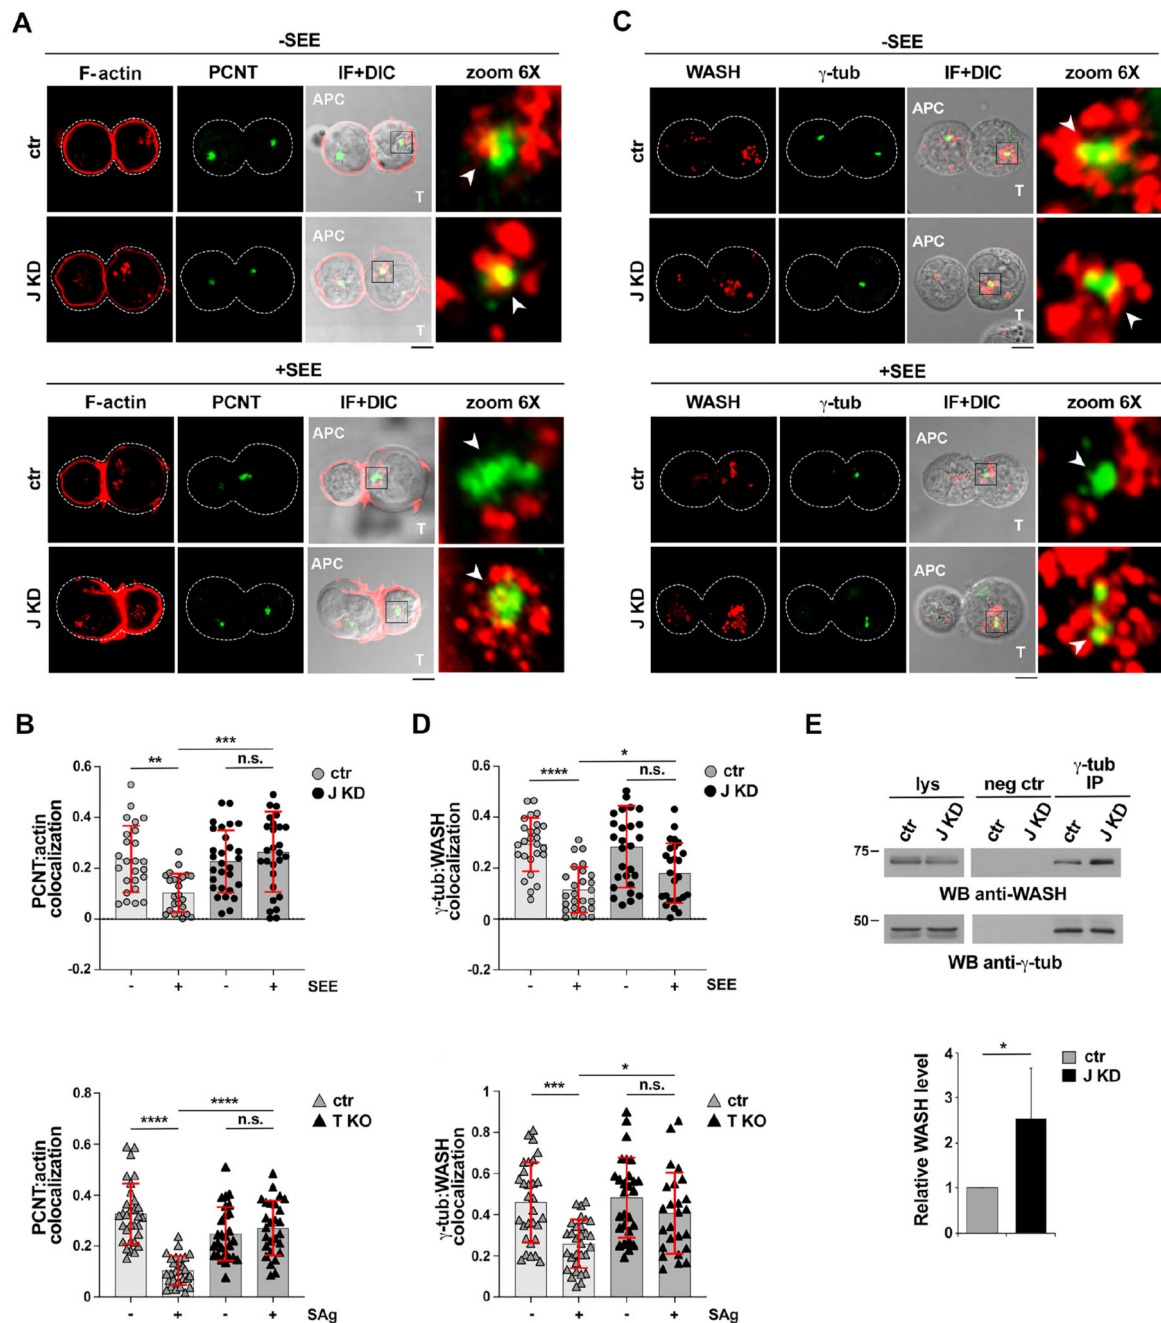 A
-SEE
F-actin PCNT IF+DIC zoom 6X
ctr
APC
T
J KD
APC
T
+SEE
F-actin PCNT IF+DIC zoom 6X
ctr
APC
T
J KD
APC
T
C
-SEE
WASH γ-tub IF+DIC zoom 6X
ctr
APC
T
J KD
APC
T
+SEE
WASH γ-tub IF+DIC zoom 6X
ctr
APC
T
J KD
APC
T
B
PCNT:actin
colocalization
0.6
0.4
0.2
0
-0.2
** *** n.s.
ctr
J KD
- + - + SEE
PCNT:actin
colocalization
0.8
0.6
0.4
0.2
0
**** **** n.s.
ctr
T KO
- + - + SAg
D
γ-tub:WASH
colocalization
0.6
0.4
0.2
0
-0.2
**** * n.s.
ctr
J KD
- + - + SEE
γ-tub:WASH
colocalization
1
0.8
0.6
0.4
0.2
0
*** * n.s.
ctr
T KO
- + - + SAg
E
lys neg ctr γ-tub
IP
ctr J KD ctr J KD ctr J KD
75
WB anti-WASH
50
WB anti-γ-tub
Relative WASH level
4
3
2
1
0
*
ctr
J KD